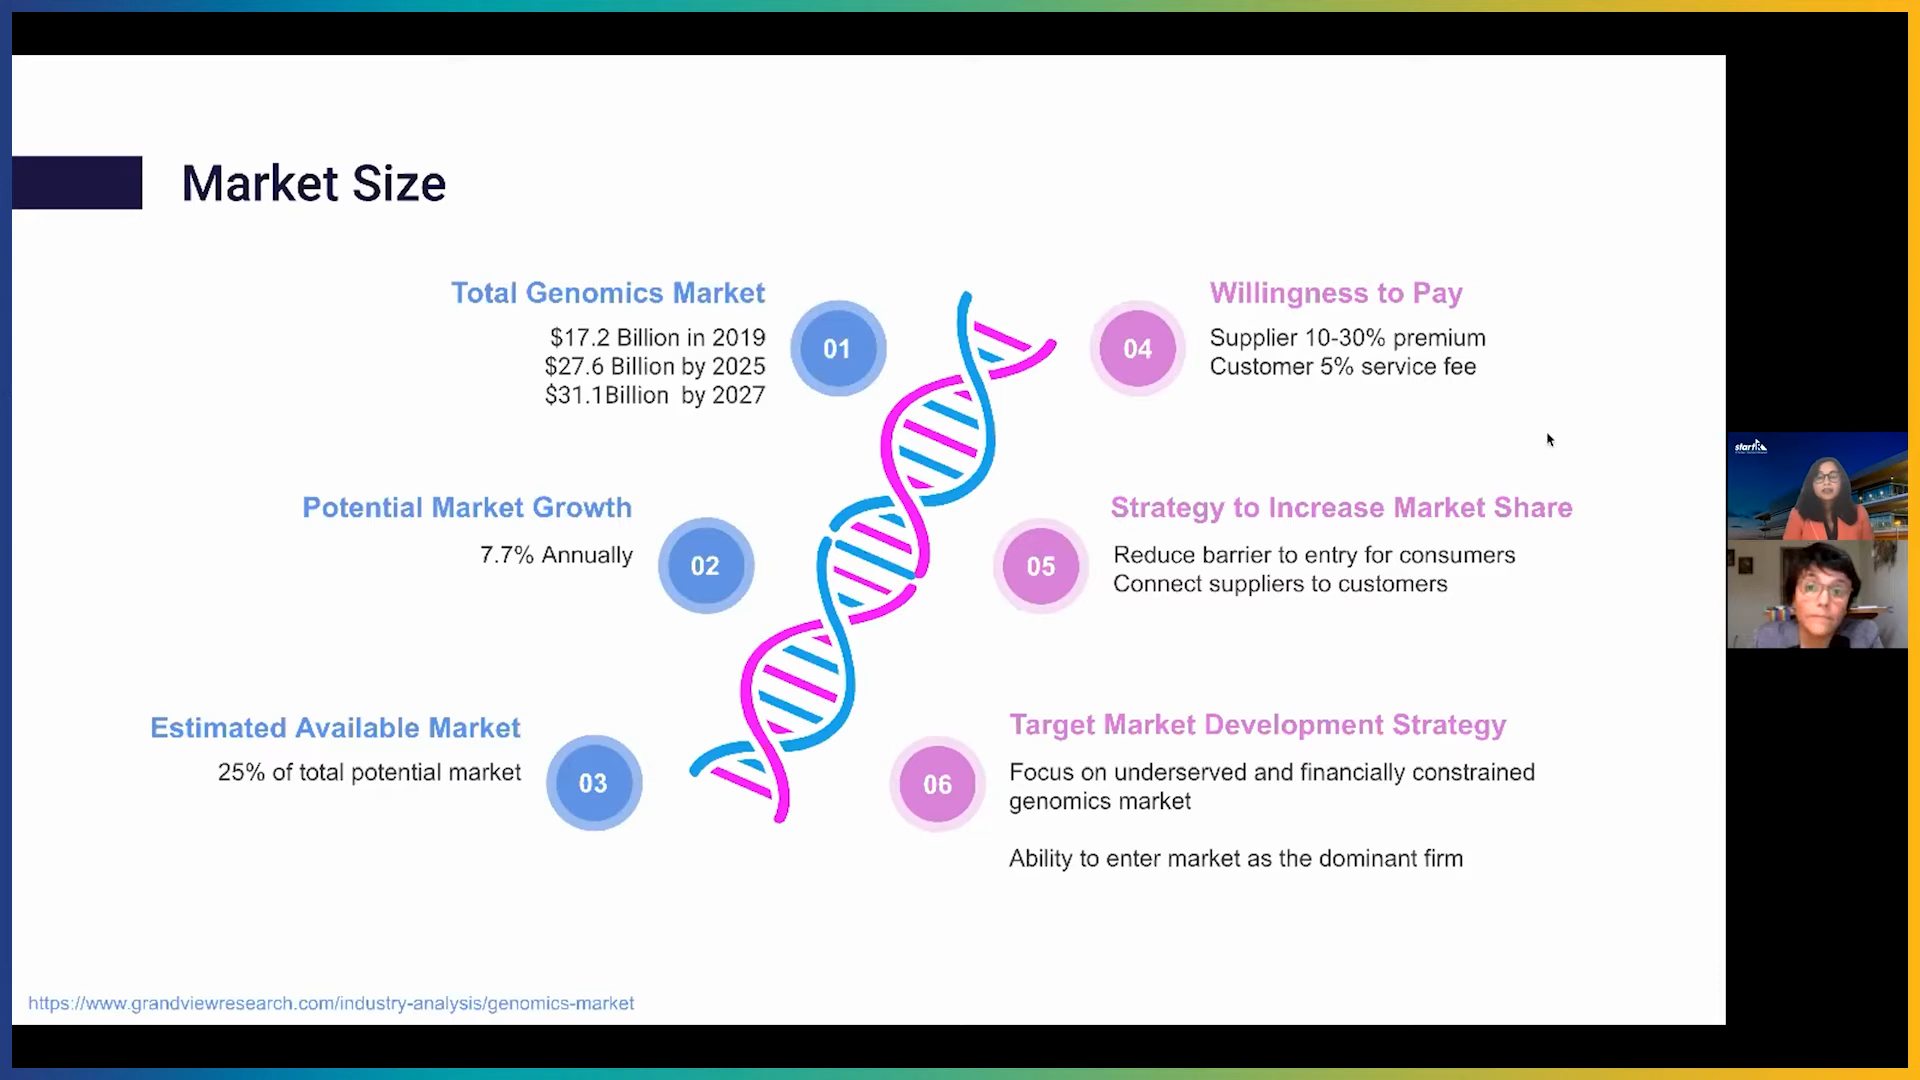 Market Size
Total Genomics Market
$17.2 Billion in 2019
$27.6 Billion by 2025
$31.1Billion  by 2027
01
Potential Market Growth
7.7% Annually
02
Estimated Available Market
25% of total potential market
03
04
Willingness to Pay
Supplier 10-30% premium
Customer 5% service fee
05
Strategy to Increase Market Share
Reduce barrier to entry for consumers
Connect suppliers to customers
06
Target Market Development Strategy
Focus on underserved and financially constrained
genomics market
Ability to enter market as the dominant firm
https://www.grandviewresearch.com/industry-analysis/genomics-market